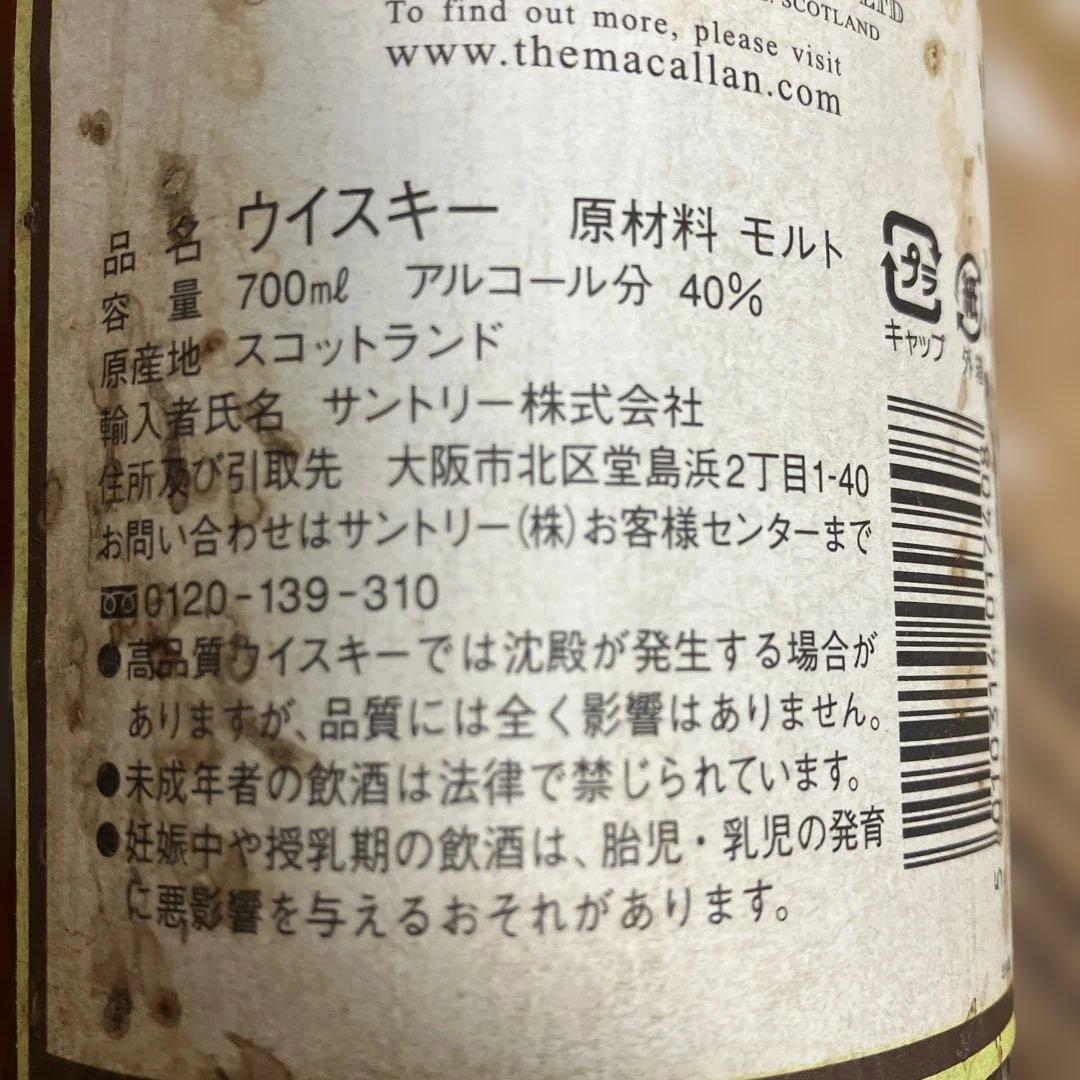 LTD
SCOTLAND
To find out more, please visit
www.themacallan.com
品名 ウイスキー 原材料 モルト
容量 700mℓ アルコール分 40%
原産地 スコットランド
輸入者氏名 サントリー株式会社
住所及び引取先 大阪市北区堂島浜2丁目1-40
お問い合わせはサントリー(株)お客様センターまで
0120-139-310
●高品質ウイスキーでは沈殿が発生する場合が
ありますが、品質には全く影響はありません。
●未成年者の飲酒は法律で禁じられています。
●妊娠中や授乳期の飲酒は、胎児・乳児の発育
に悪影響を与えるおそれがあります。
プラ
キャップ
紙
5 010314 017408